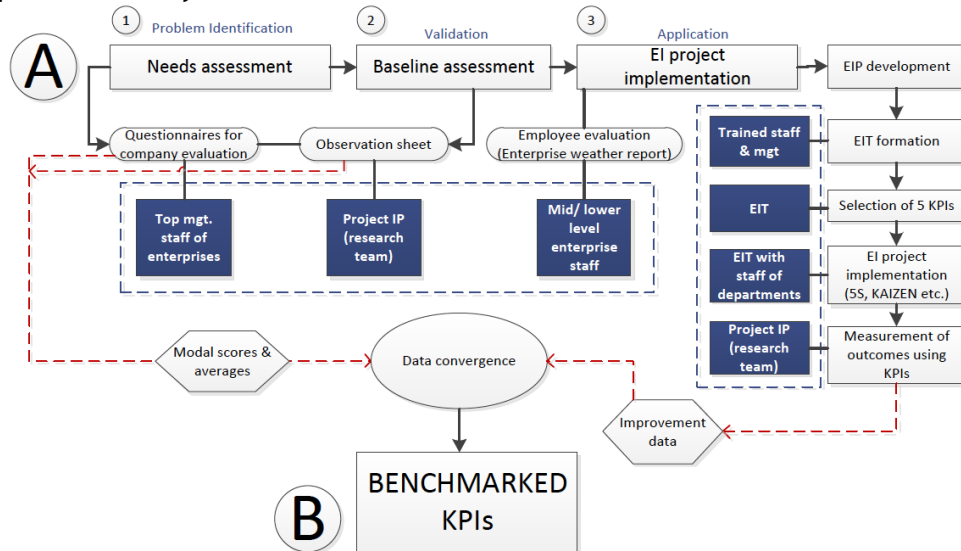 1
Problem Identification
2
Validation
3
Application
A
Needs assessment
Baseline assessment
EI project
implementation
EIP development
Questionnaires for
company evaluation
Observation sheet
Employee evaluation
(Enterprise weather report)
Trained staff
& mgt
EIT formation
Top mgt.
staff of
enterprises
Project IP
(research
team)
Mid/ lower
level
enterprise
staff
EIT
Selection of 5 KPIs
EIT with
staff of
departments
EI project
implementation
(5S, KAIZEN etc.)
Project IP
(research
team)
Measurement of
outcomes using
KPIs
Modal scores &
averages
Data convergence
Improvement
data
B
BENCHMARKED
KPIs